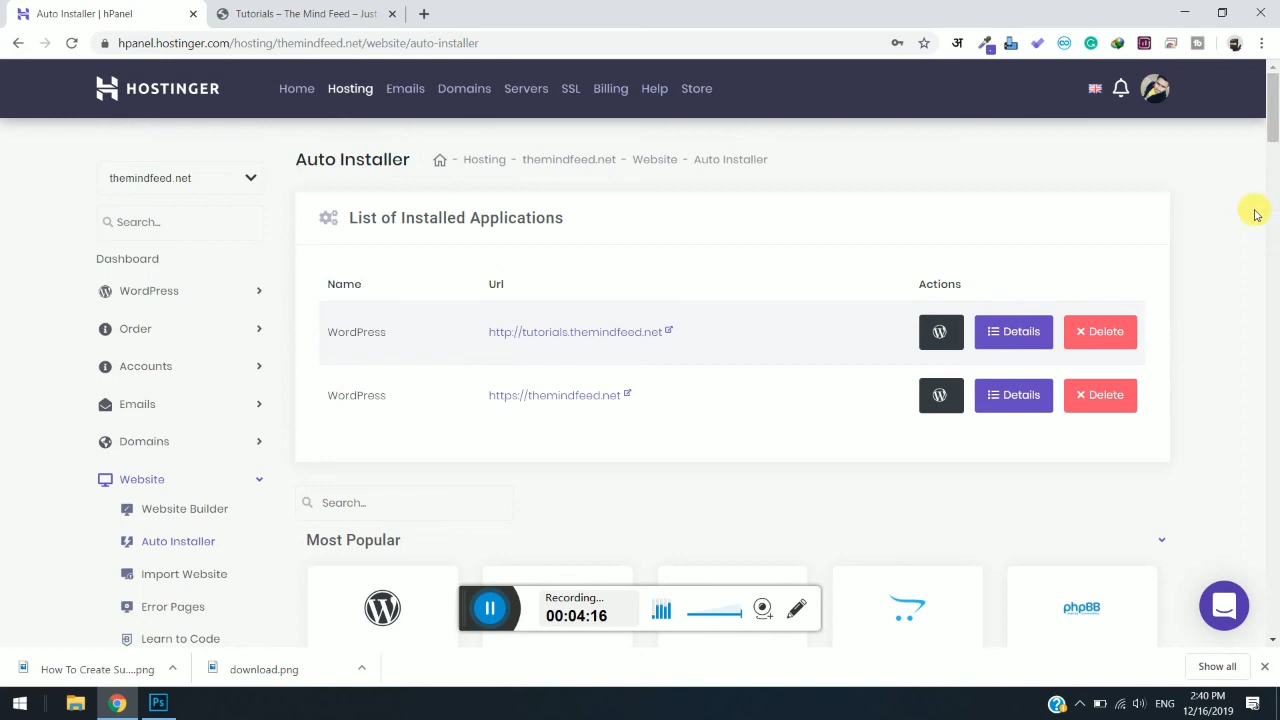 Auto Installer | hPanel
Tutorials – The Mind Feed – Just
hpanel.hostinger.com/hosting/themindfeed.net/website/auto-installer
अ
HOSTINGER
Home
Hosting
Emails
Domains
Servers
SSL
Billing
Help
Store
themindfeed.net
Search...
Dashboard
WordPress
Order
Accounts
Emails
Domains
Website
Website Builder
Auto Installer
Import Website
Error Pages
Learn to Code
Auto Installer
- Hosting - themindfeed.net - Website - Auto Installer
List of Installed Applications
Name Url Actions
WordPress http://tutorials.themindfeed.net Details Delete
WordPress https://themindfeed.net Details Delete
Search...
Most Popular
phpBB
Recording...
00:04:16
How To Create Su....png
download.png
Show all
Ps
ENG
2:40 PM
12/16/2019